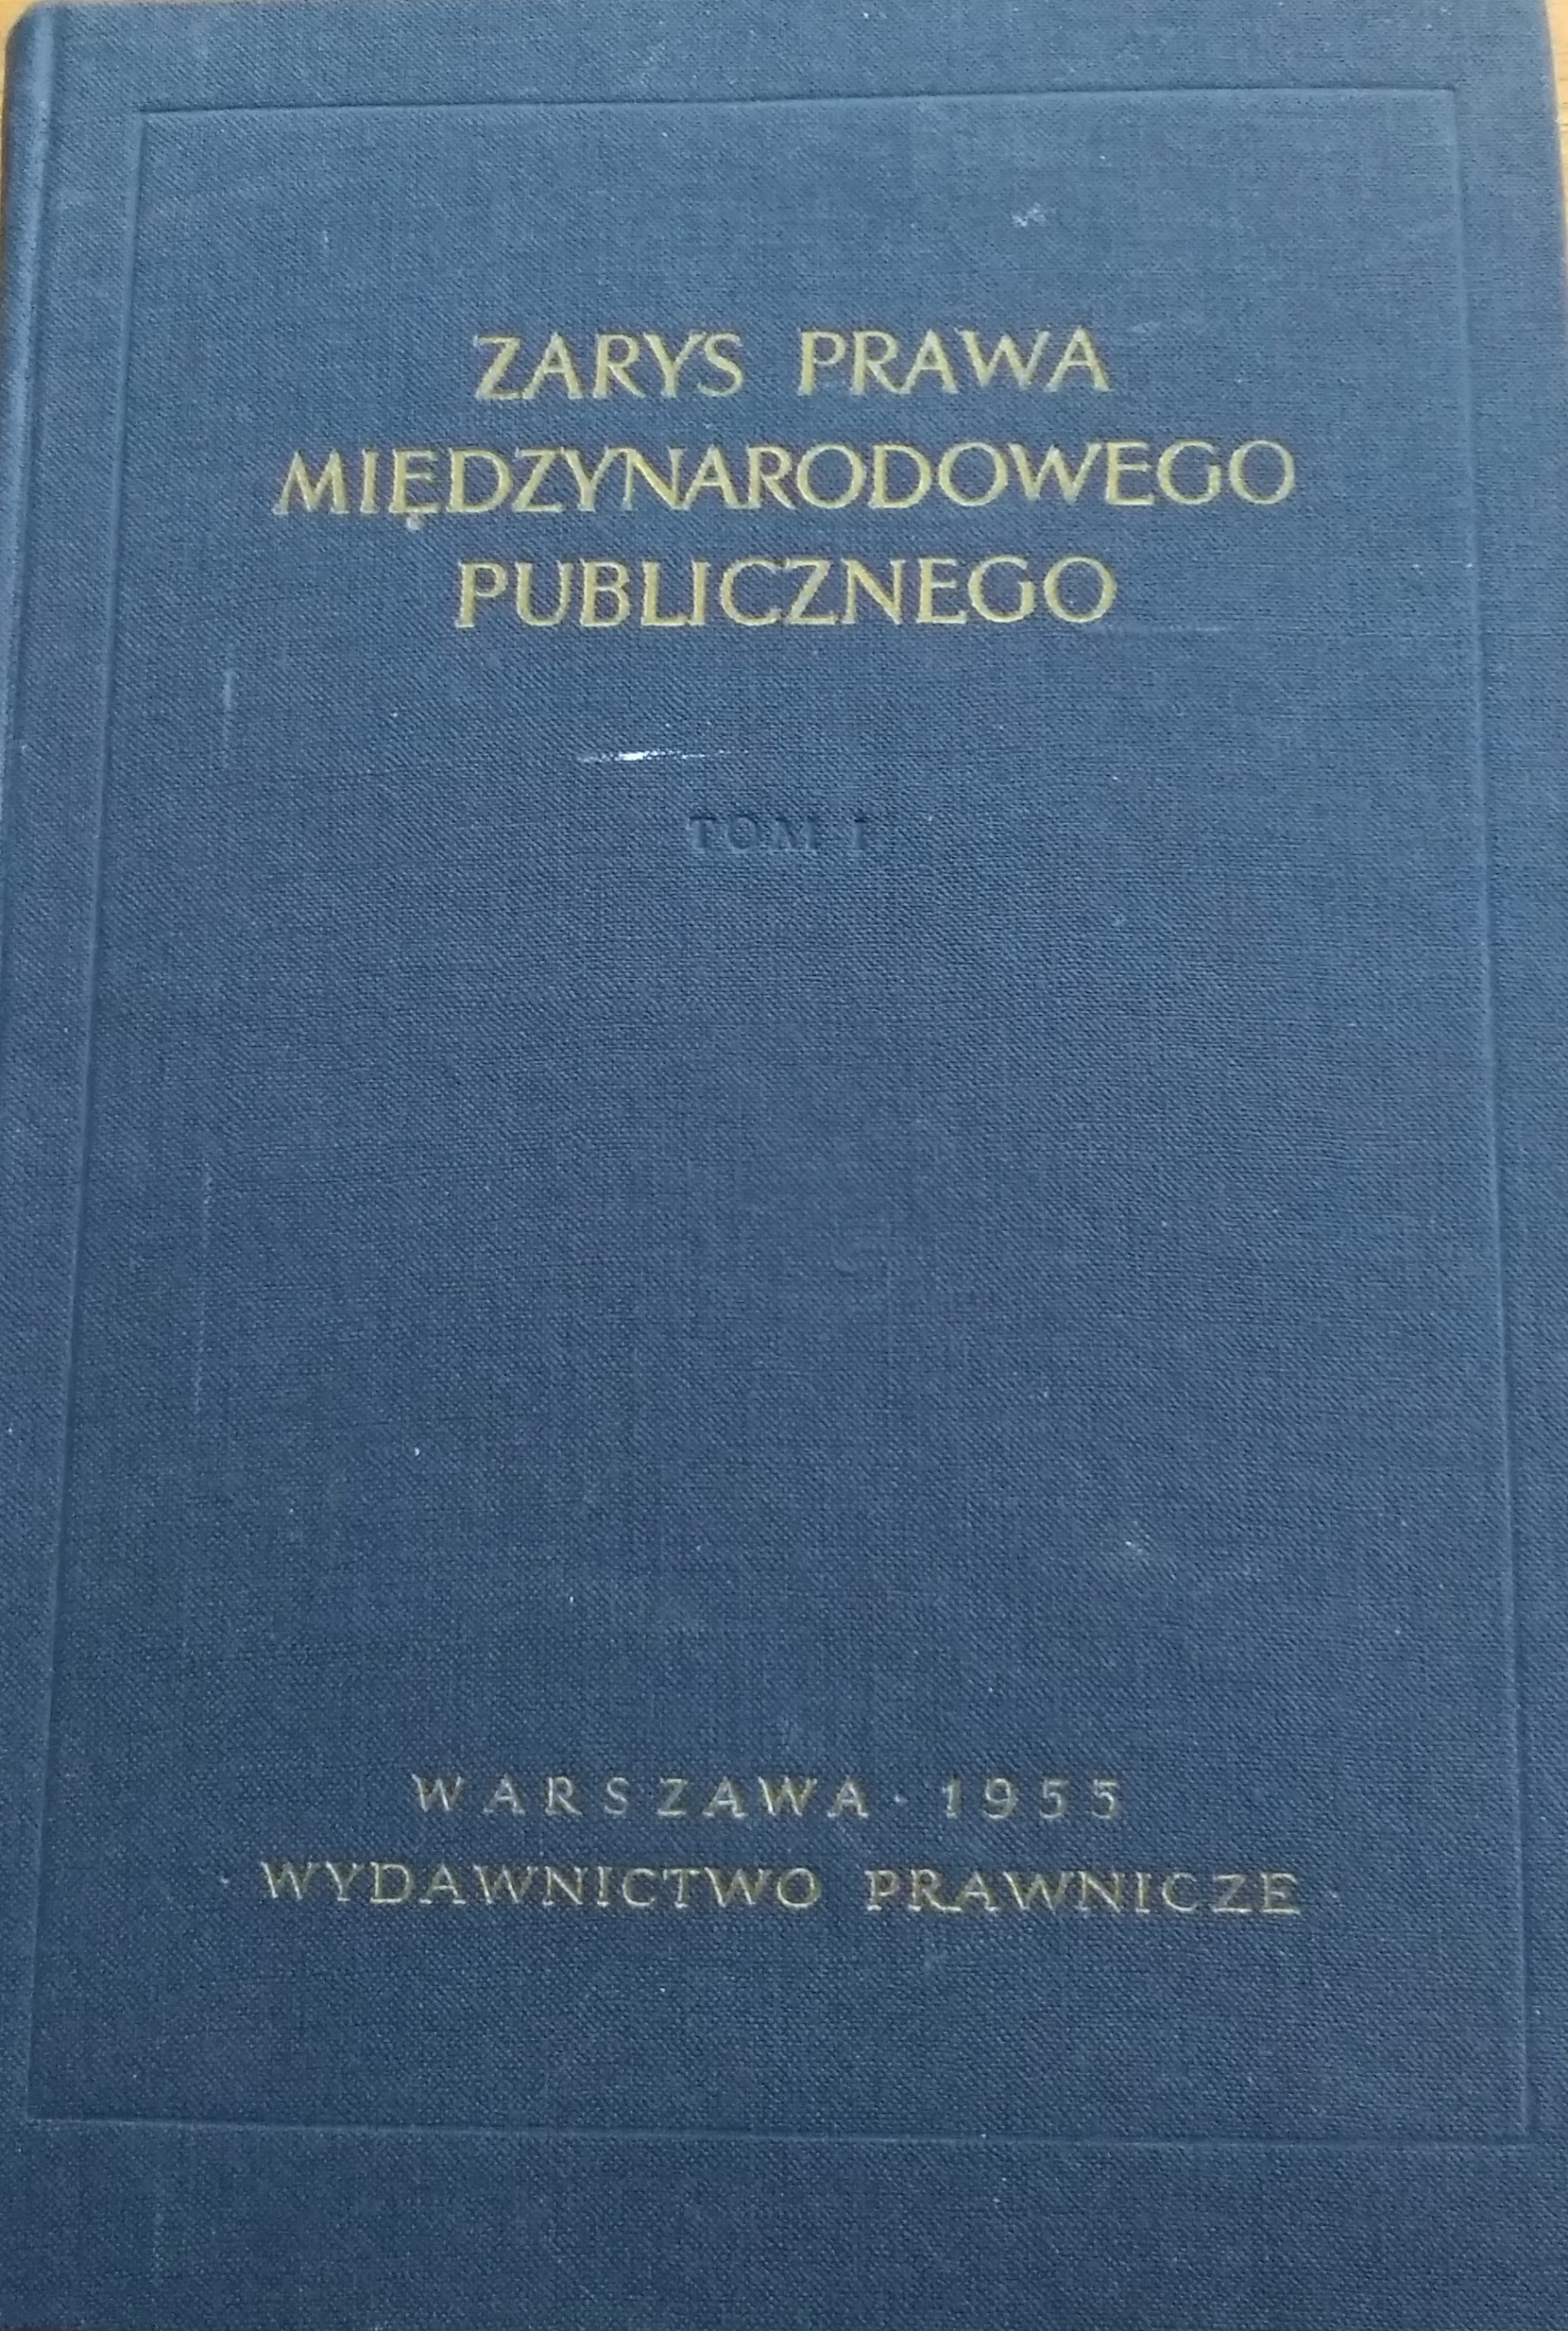 ZARYS PRAWA
MIĘDZYNARODOWEGO
PUBLICZNEGO
TOM I
WARSZAWA · 1955
WYDAWNICTWO PRAWNICZE